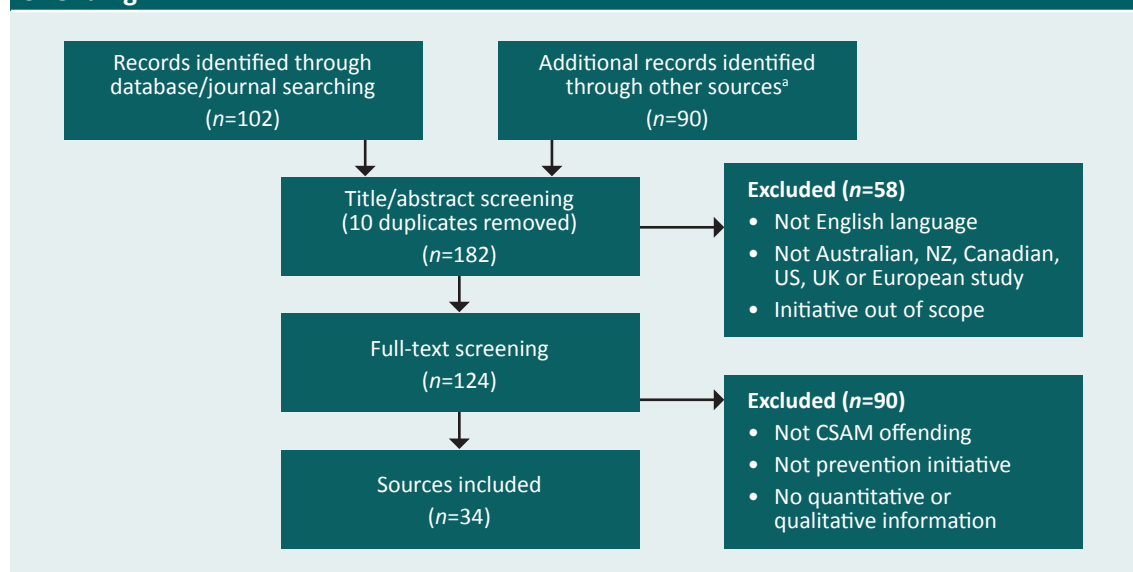 Records identified through
database/journal searching
(n=102)
Additional records identified
through other sourcesᵃ
(n=90)
Title/abstract screening
(10 duplicates removed)
(n=182)
Excluded (n=58)
• Not English language
• Not Australian, NZ, Canadian,
US, UK or European study
• Initiative out of scope
Full-text screening
(n=124)
Excluded (n=90)
• Not CSAM offending
• Not prevention initiative
• No quantitative or
qualitative information
Sources included
(n=34)